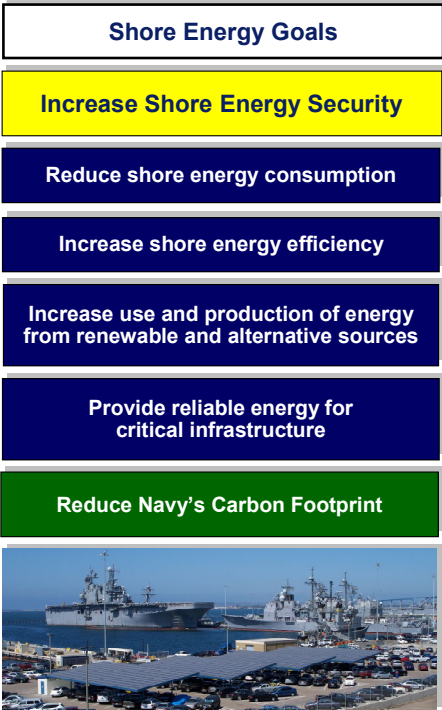 Shore Energy Goals
Increase Shore Energy Security
Reduce shore energy consumption
Increase shore energy efficiency
Increase use and production of energy
from renewable and alternative sources
Provide reliable energy for
critical infrastructure
Reduce Navy's Carbon Footprint